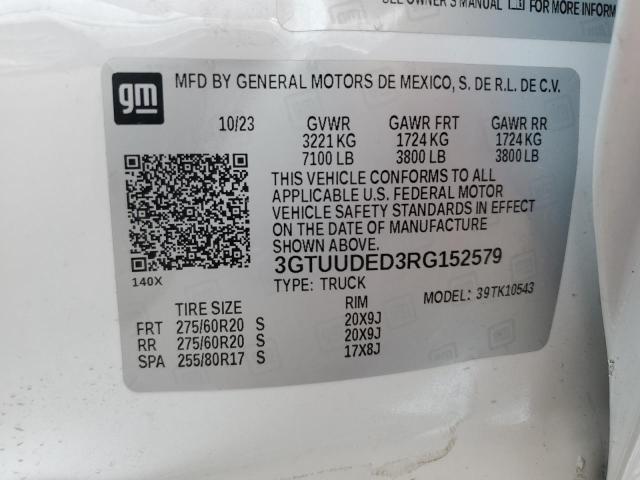 SEE OWNER'S MANUAL FOR MORE INFORM
gm
MFD BY GENERAL MOTORS DE MEXICO, S. DE R.L. DE C.V.
10/23 GVWR GAWR FRT GAWR RR
3221 KG 1724 KG 1724 KG
7100 LB 3800 LB 3800 LB
THIS VEHICLE CONFORMS TO ALL
APPLICABLE U.S. FEDERAL MOTOR
VEHICLE SAFETY STANDARDS IN EFFECT
ON THE DATE OF MANUFACTURE
SHOWN ABOVE.
3GTUUDED3RG152579
140X
TYPE: TRUCK MODEL: 39TK10543
TIRE SIZE RIM
FRT 275/60R20 S 20X9J
RR 275/60R20 S 20X9J
SPA 255/80R17 S 17X8J